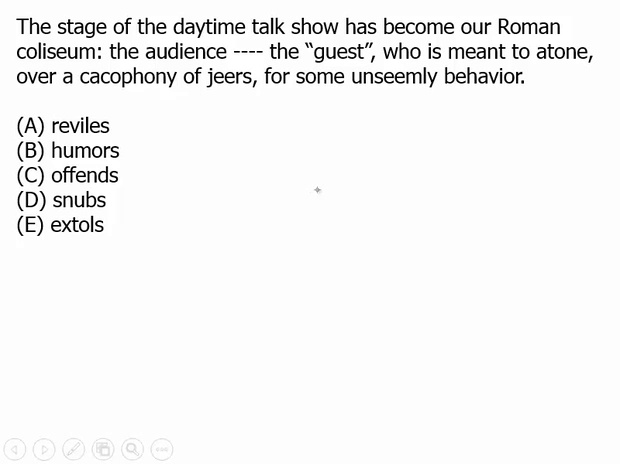 The stage of the daytime talk show has become our Roman
coliseum: the audience ---- the “guest”, who is meant to atone,
over a cacophony of jeers, for some unseemly behavior.
(A) reviles
(B) humors
(C) offends
(D) snubs
(E) extols